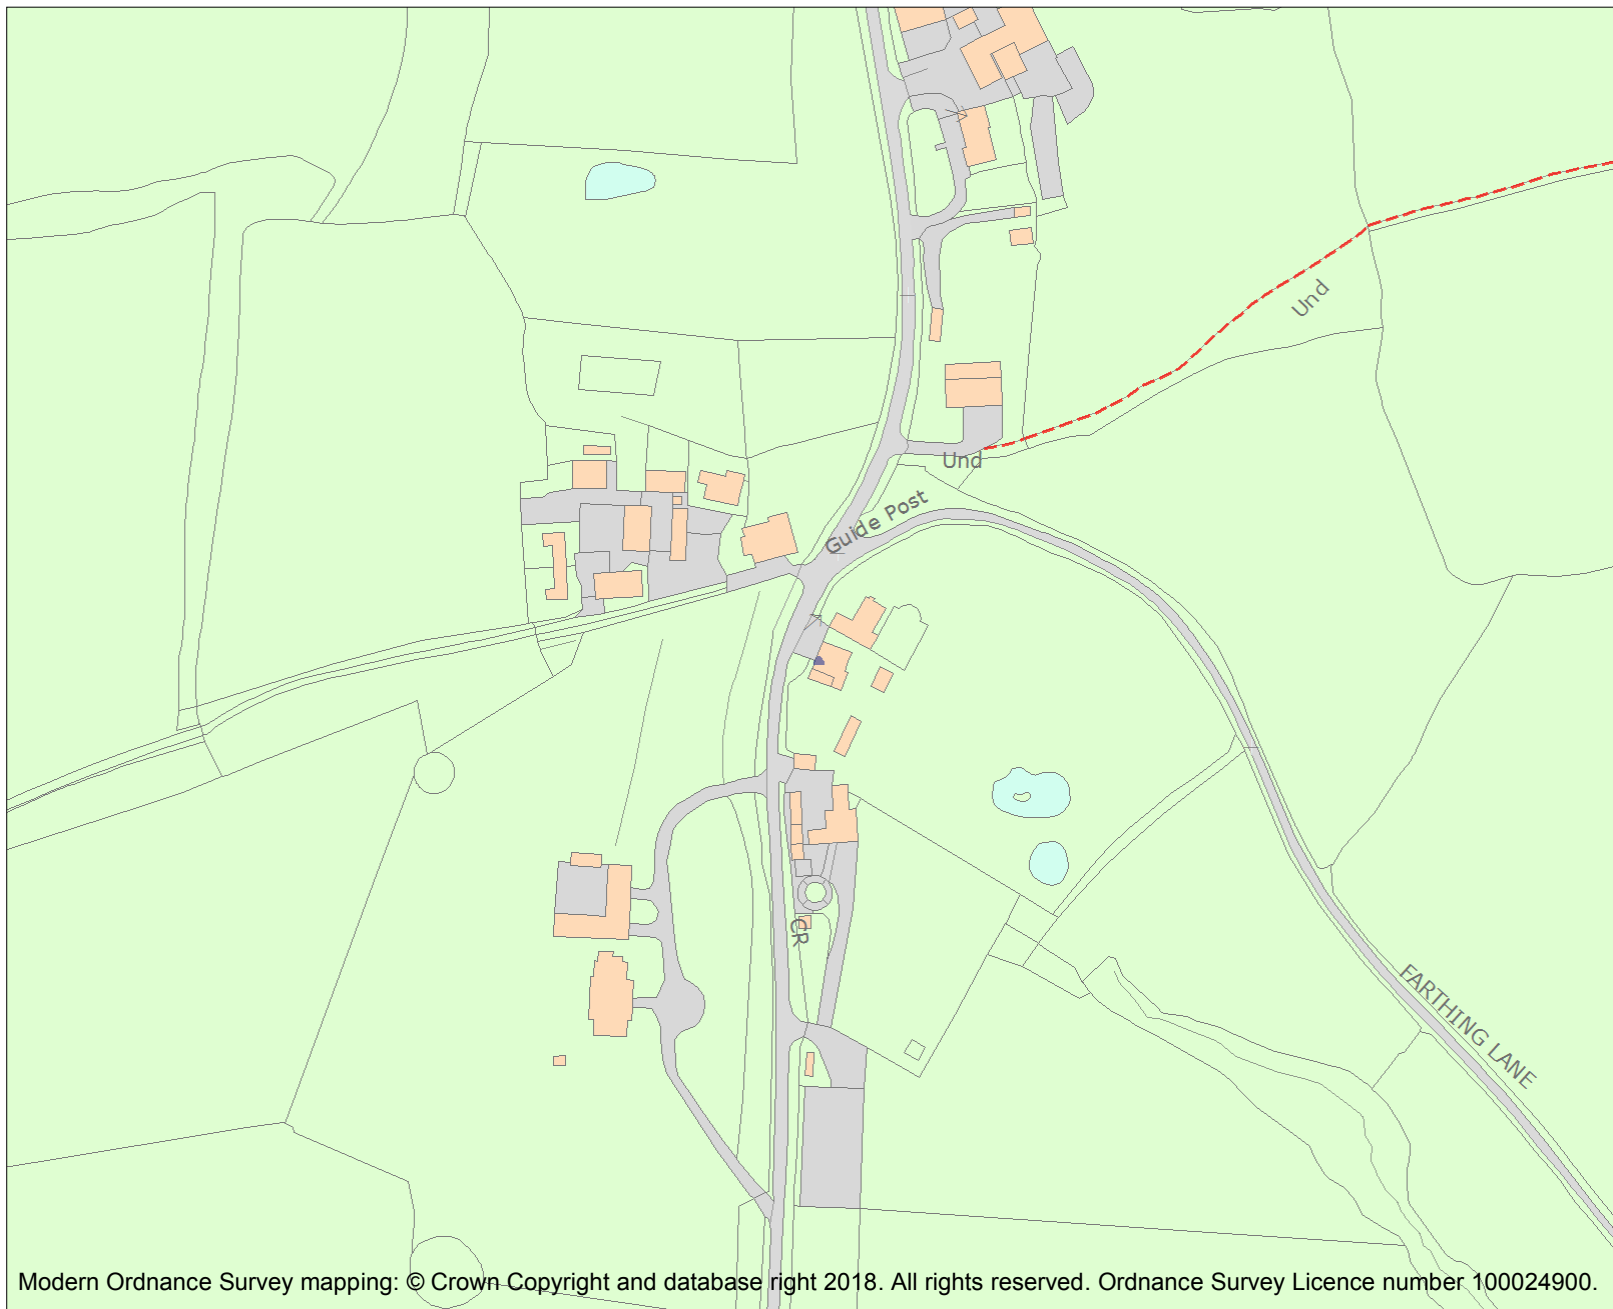 Und
Und
Guide Post
CR
FARTHING LANE
Modern Ordnance Survey mapping: © Crown Copyright and database right 2018. All rights reserved. Ordnance Survey Licence number 100024900.